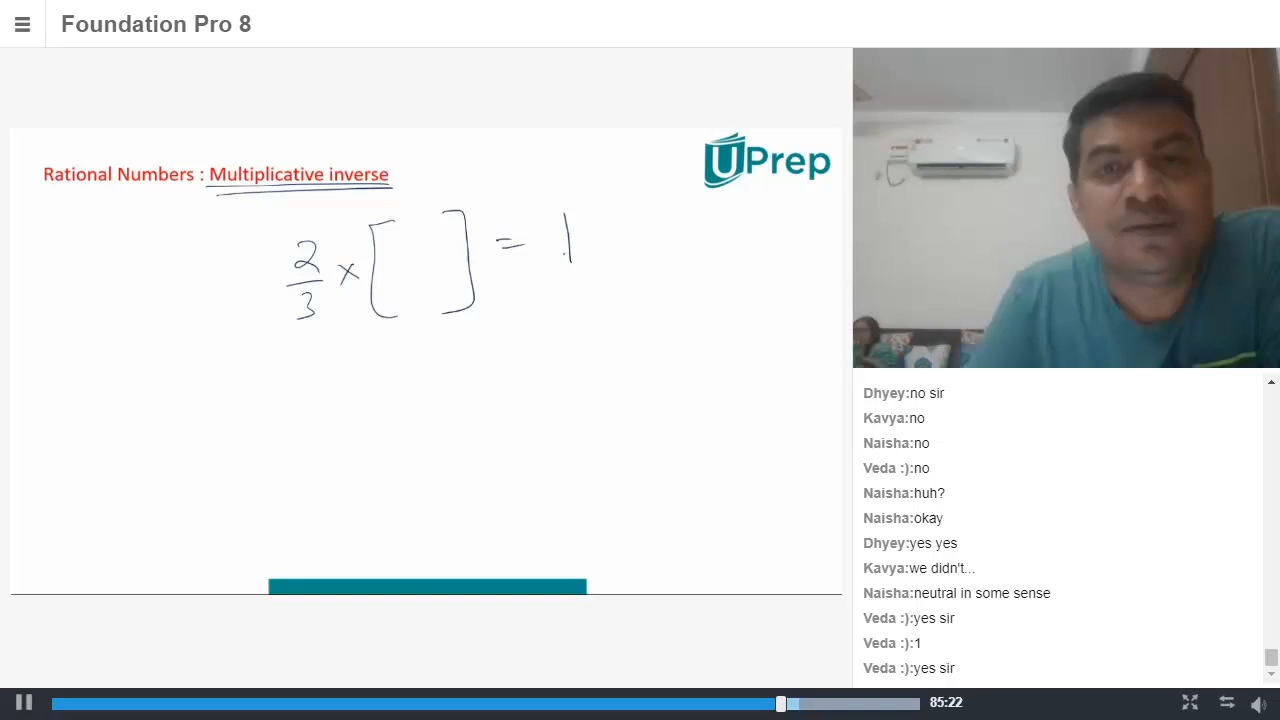 Foundation Pro 8
Rational Numbers : Multiplicative inverse
UPrep
2/3 × [ ] = 1
Dhyey:no sir
Kavya:no
Naisha:no
Veda :):no
Naisha:huh?
Naisha:okay
Dhyey:yes yes
Kavya:we didn't...
Naisha:neutral in some sense
Veda :):yes sir
Veda :):1
Veda :):yes sir
85:22